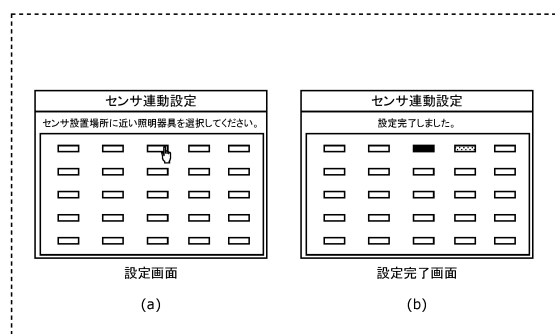 センサ連動設定
センサ設置場所に近い照明器具を選択してください。
設定画面
(a)
センサ連動設定
設定完了しました。
設定完了画面
(b)